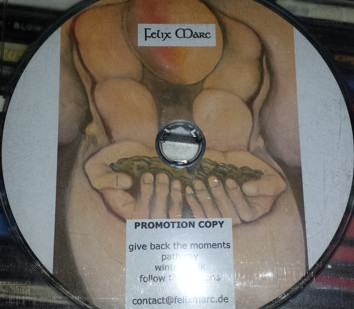 Felix Marc
PROMOTION COPY
give back the moments
follow
contact@felixmarc.de